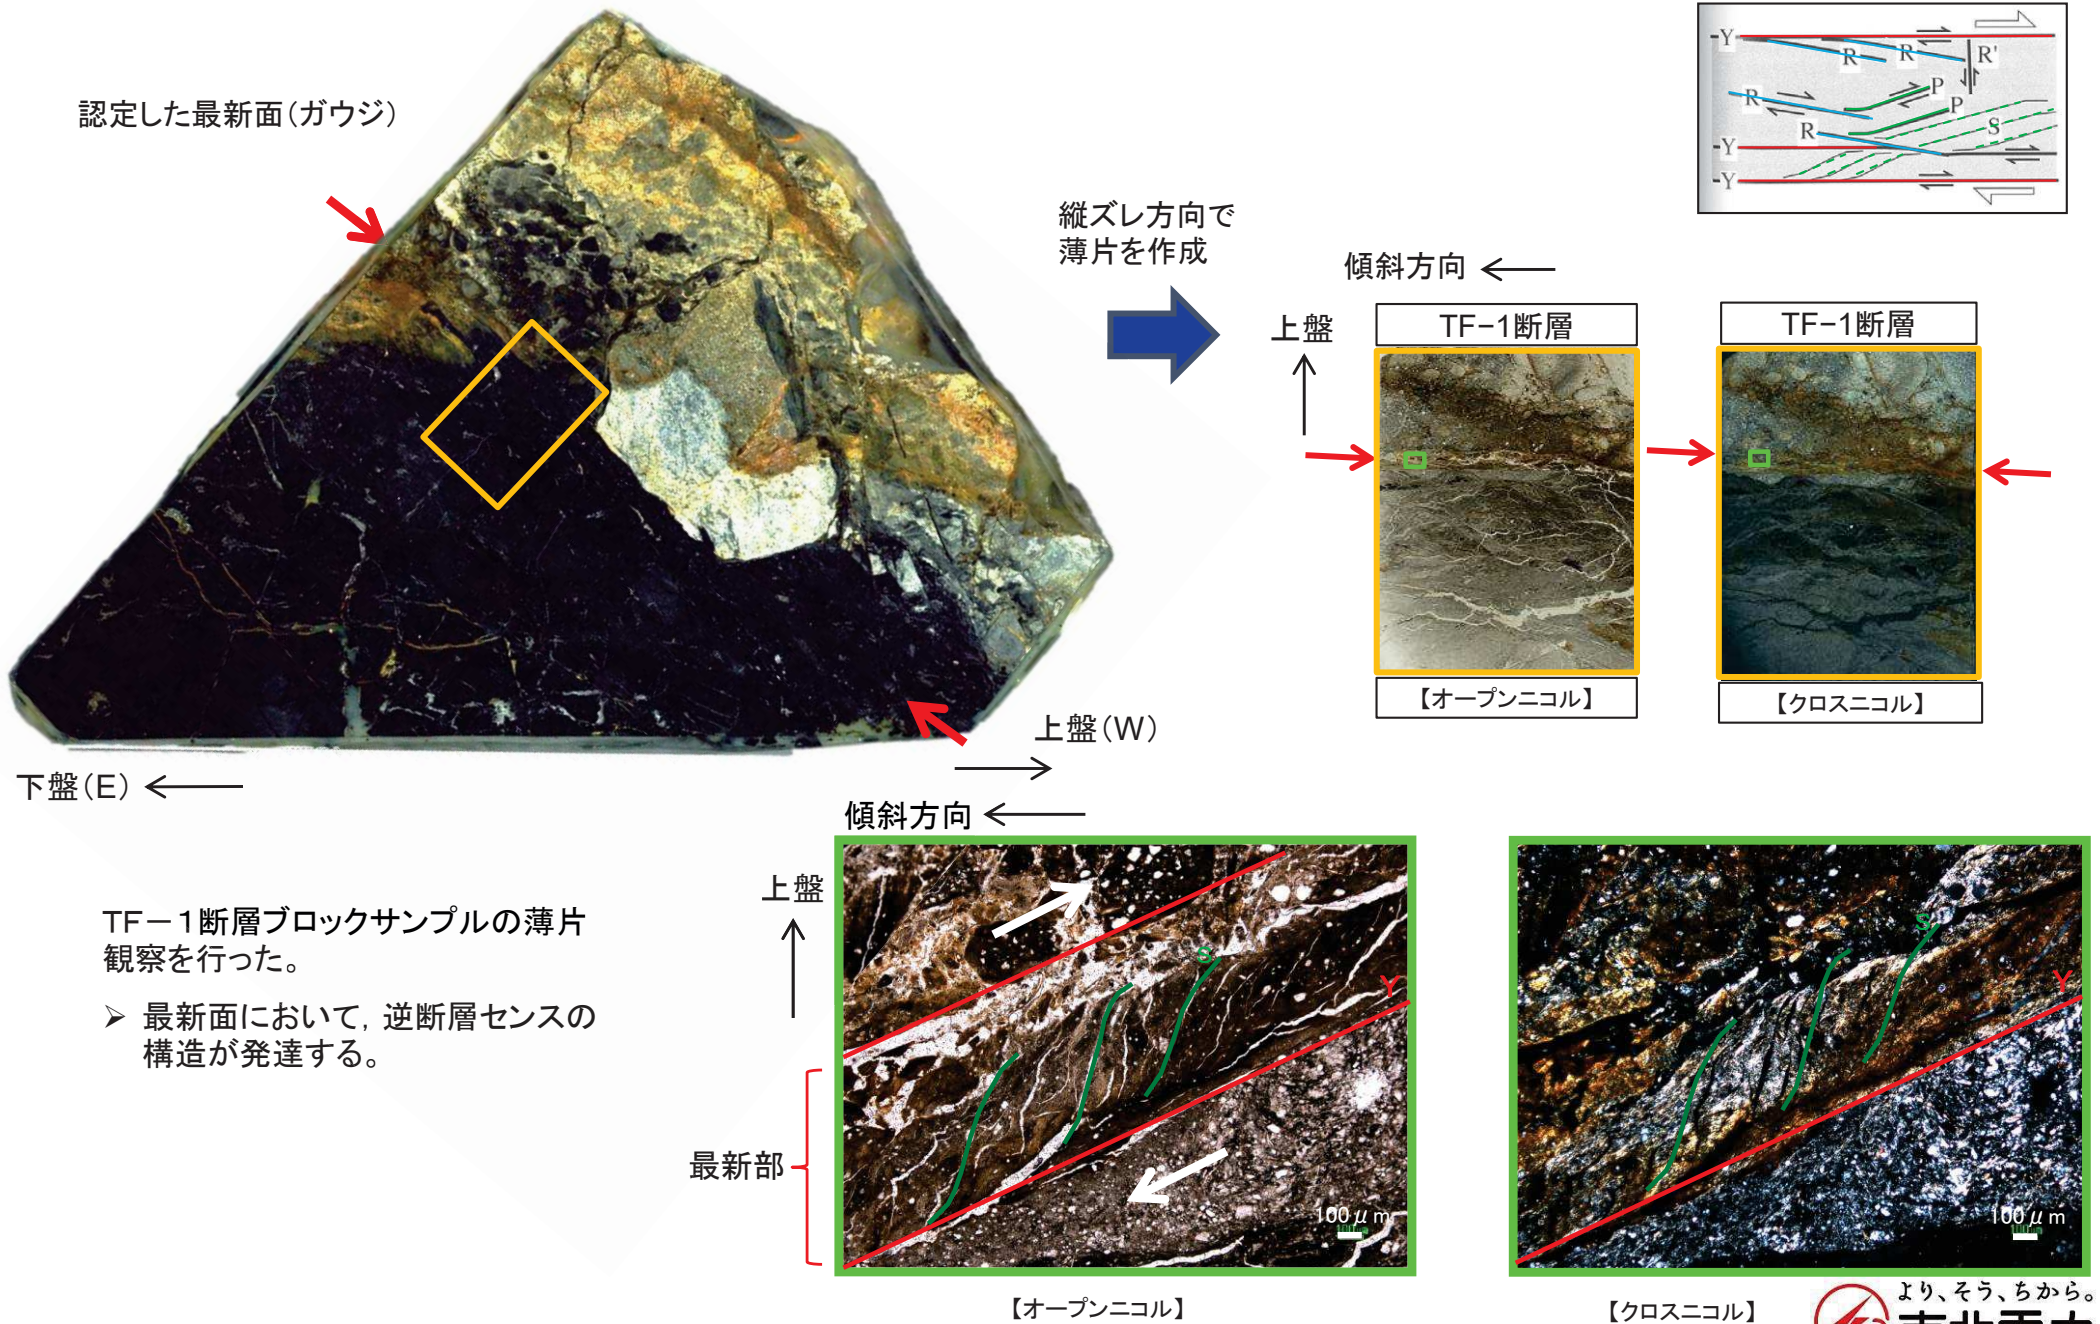 認定した最新面(ガウジ)
Y
R
R
R'
R
P
P
R
S
Y
Y
縦ズレ方向で
薄片を作成
傾斜方向
上盤
TF-1断層
TF-1断層
【オープンニコル】
【クロスニコル】
上盤(W)
下盤(E)
傾斜方向
上盤
TF-1断層ブロックサンプルの薄片
観察を行った。
➢ 最新面において, 逆断層センスの
構造が発達する。
最新部
S
Y
100μm
S
Y
100μm
【オープンニコル】
【クロスニコル】
より、そう、ちから。
東北電力